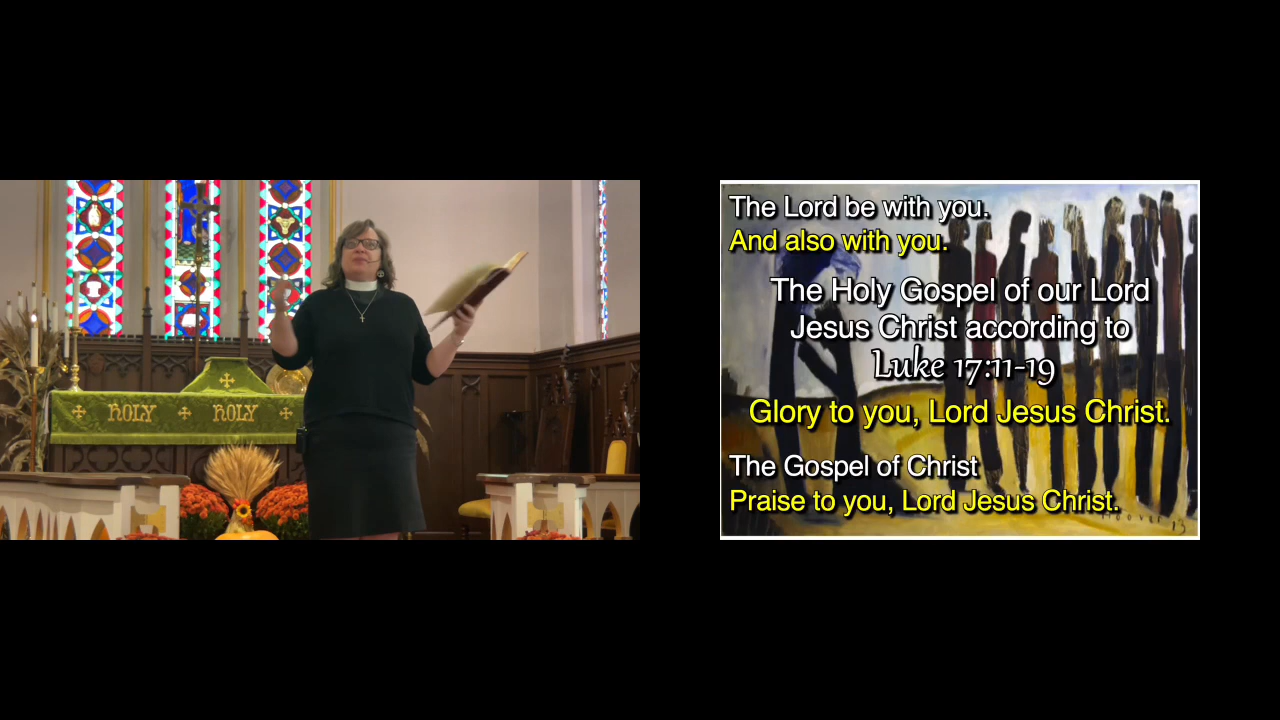 HOLY HOLY
The Lord be with you.
And also with you.
The Holy Gospel of our Lord
Jesus Christ according to
Luke 17:11-19
Glory to you, Lord Jesus Christ.
The Gospel of Christ
Praise to you, Lord Jesus Christ.